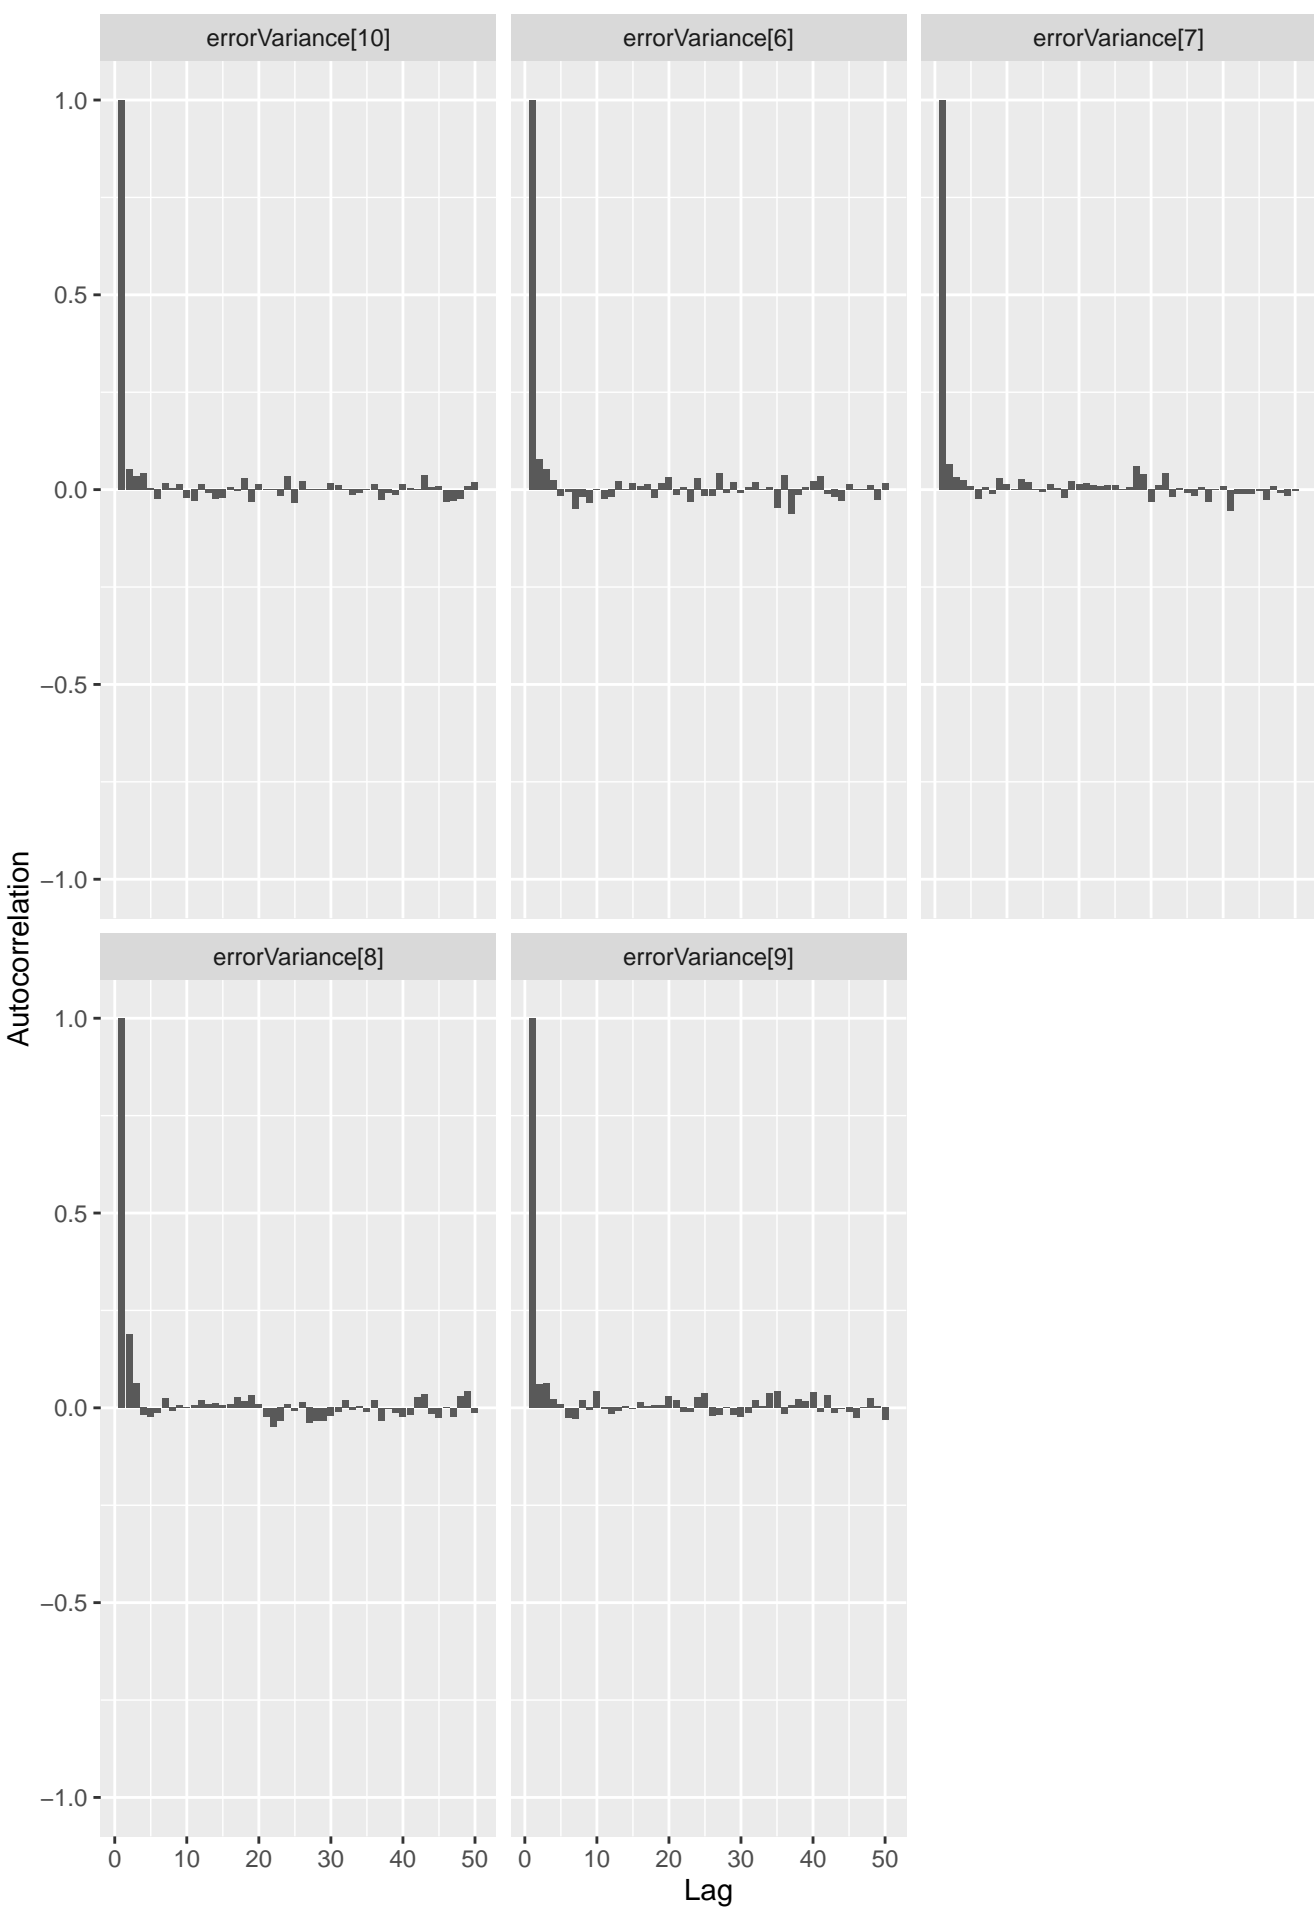 errorVariance[10] errorVariance[6] errorVariance[7]
1.0
0.5
0.0
−0.5
−1.0
Autocorrelation
errorVariance[8] errorVariance[9]
1.0
0.5
0.0
−0.5
−1.0
0 10 20 30 40 50 0 10 20 30 40 50
Lag